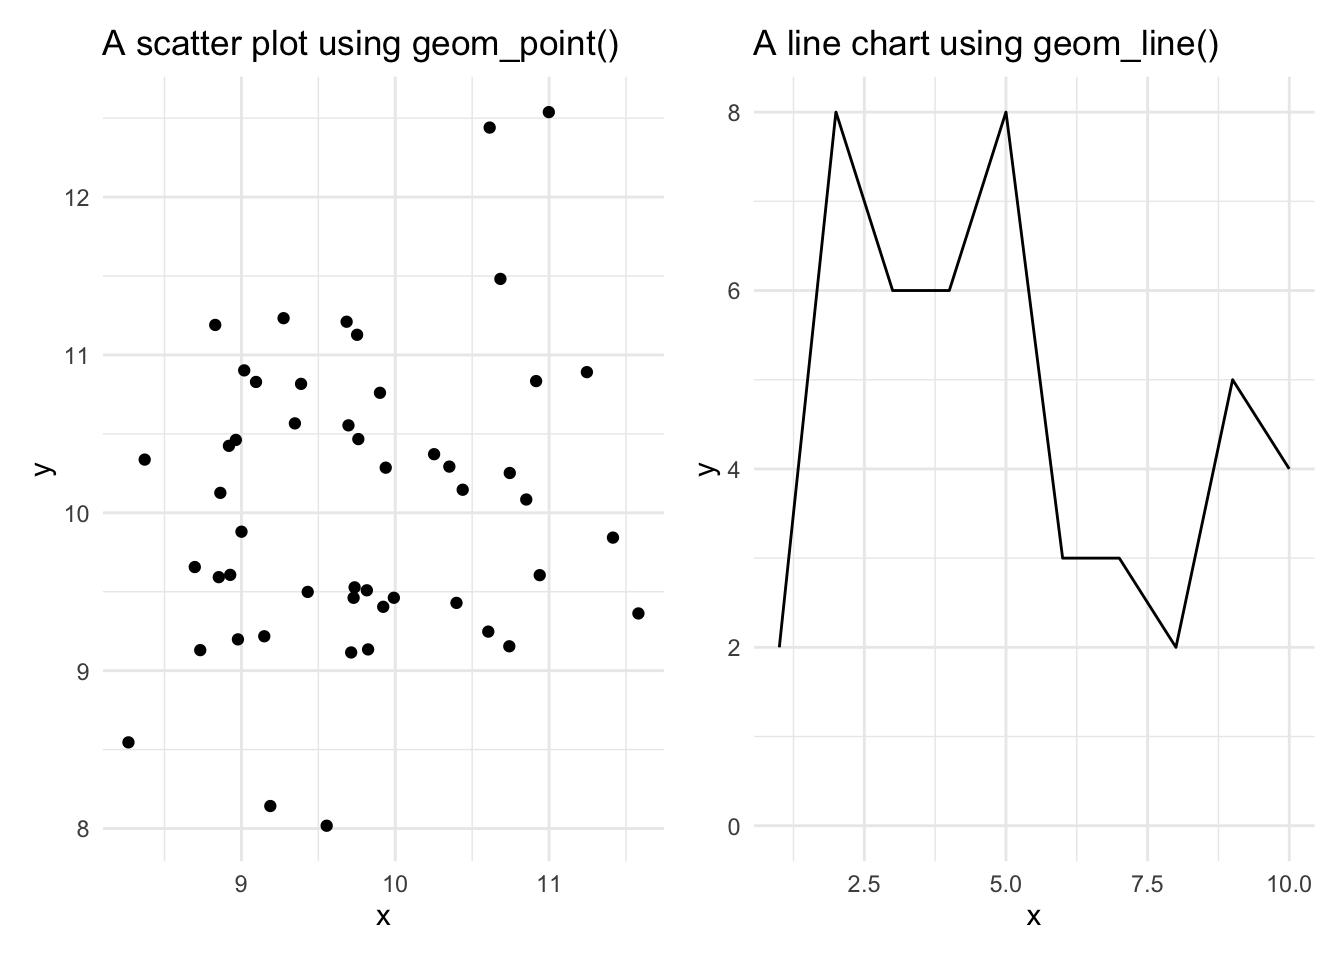 A scatter plot using geom_point()
12
11
10
9
8
y
9 10 11
x
A line chart using geom_line()
8
6
4
2
0
y
2.5 5.0 7.5 10.0
x